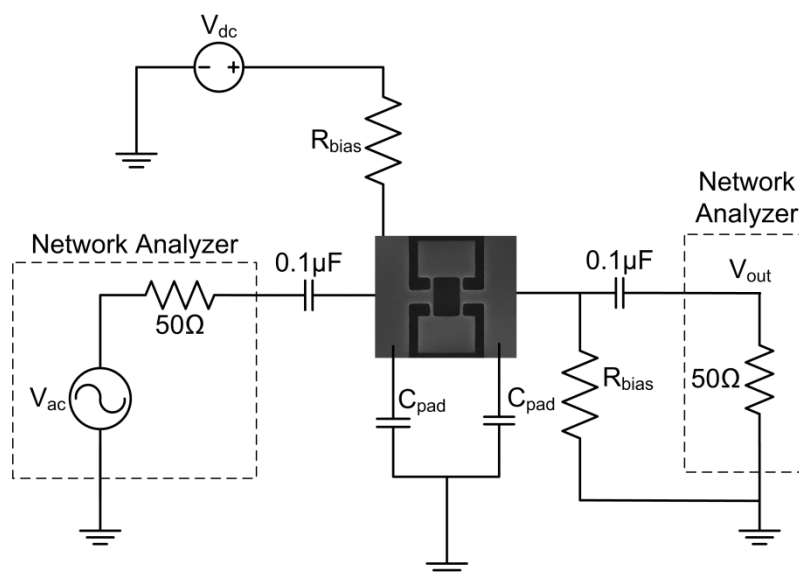 Vdc
Rbias
Network
Analyzer
Network Analyzer
0.1µF
0.1µF
Vout
50Ω
Vac
Cpad
Cpad
Rbias
50Ω